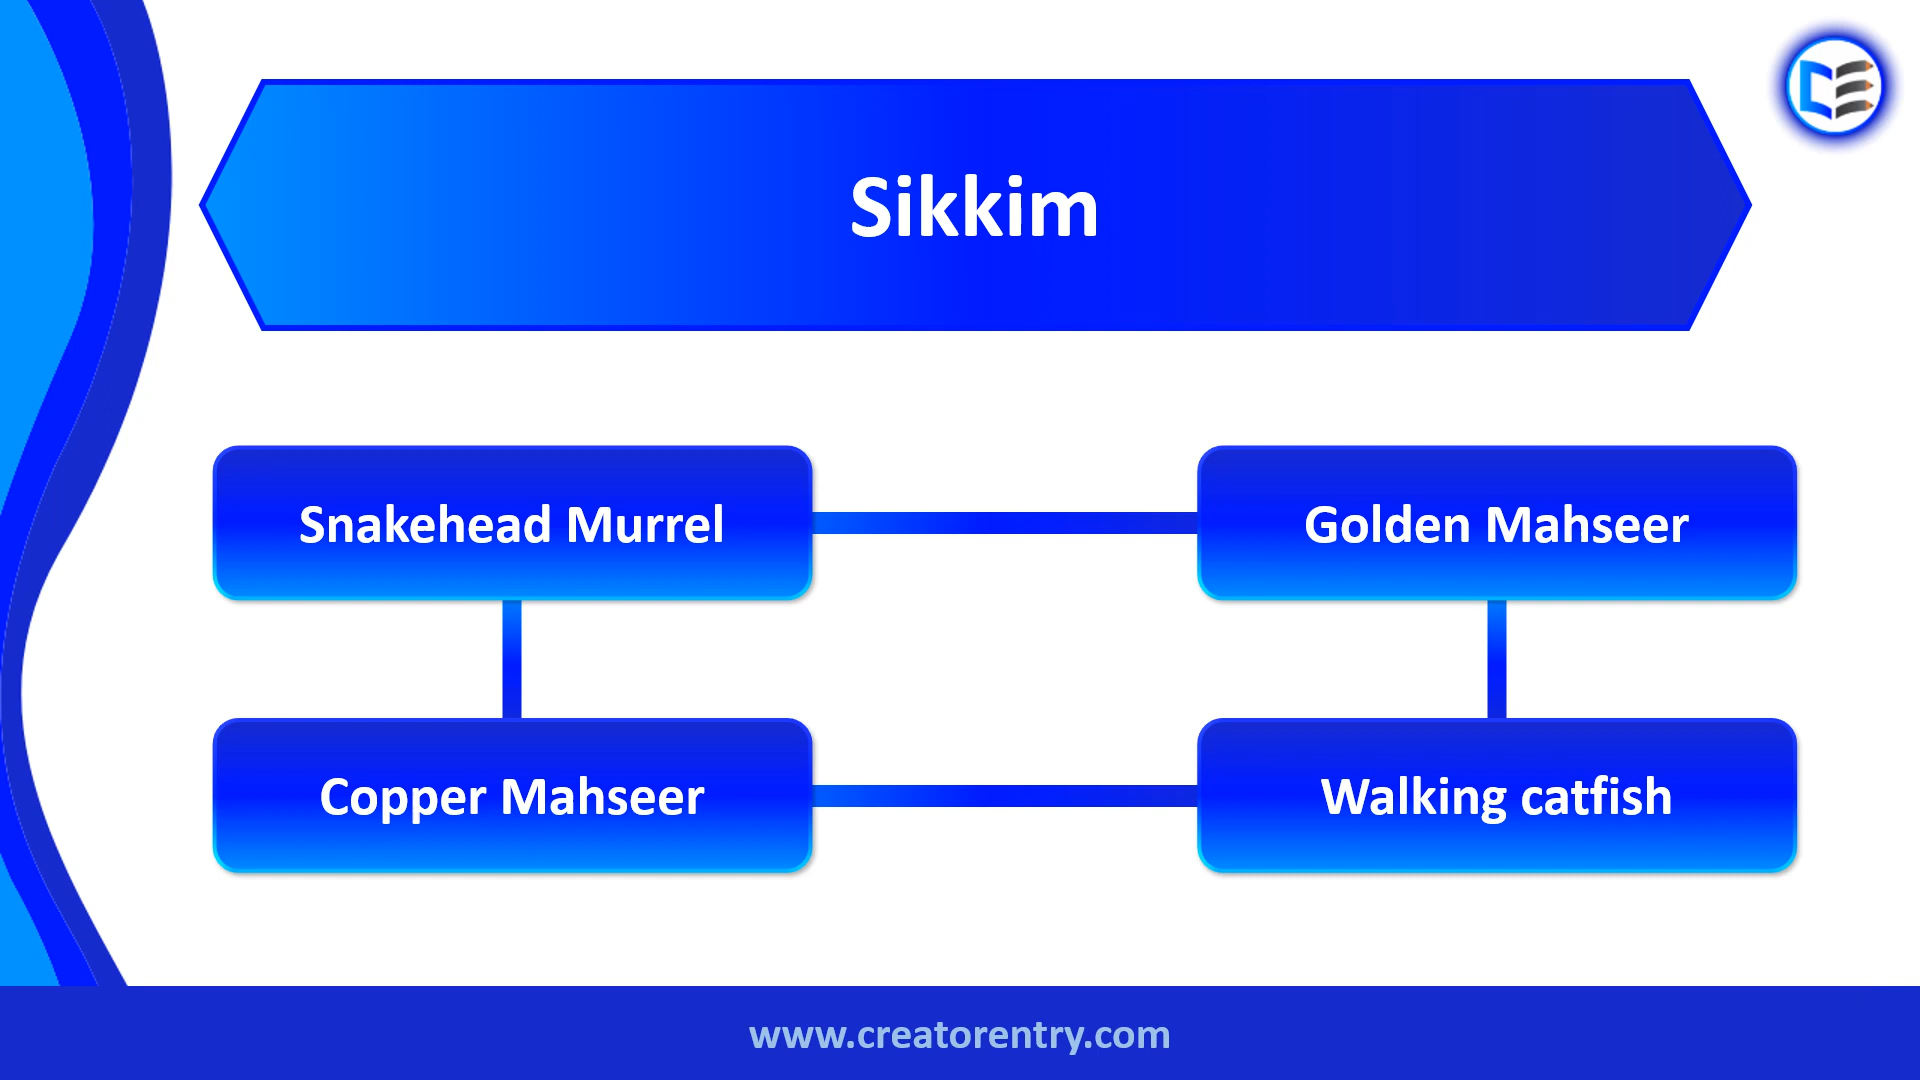 Sikkim
Snakehead Murrel
Golden Mahseer
Copper Mahseer
Walking catfish
www.creatorentry.com